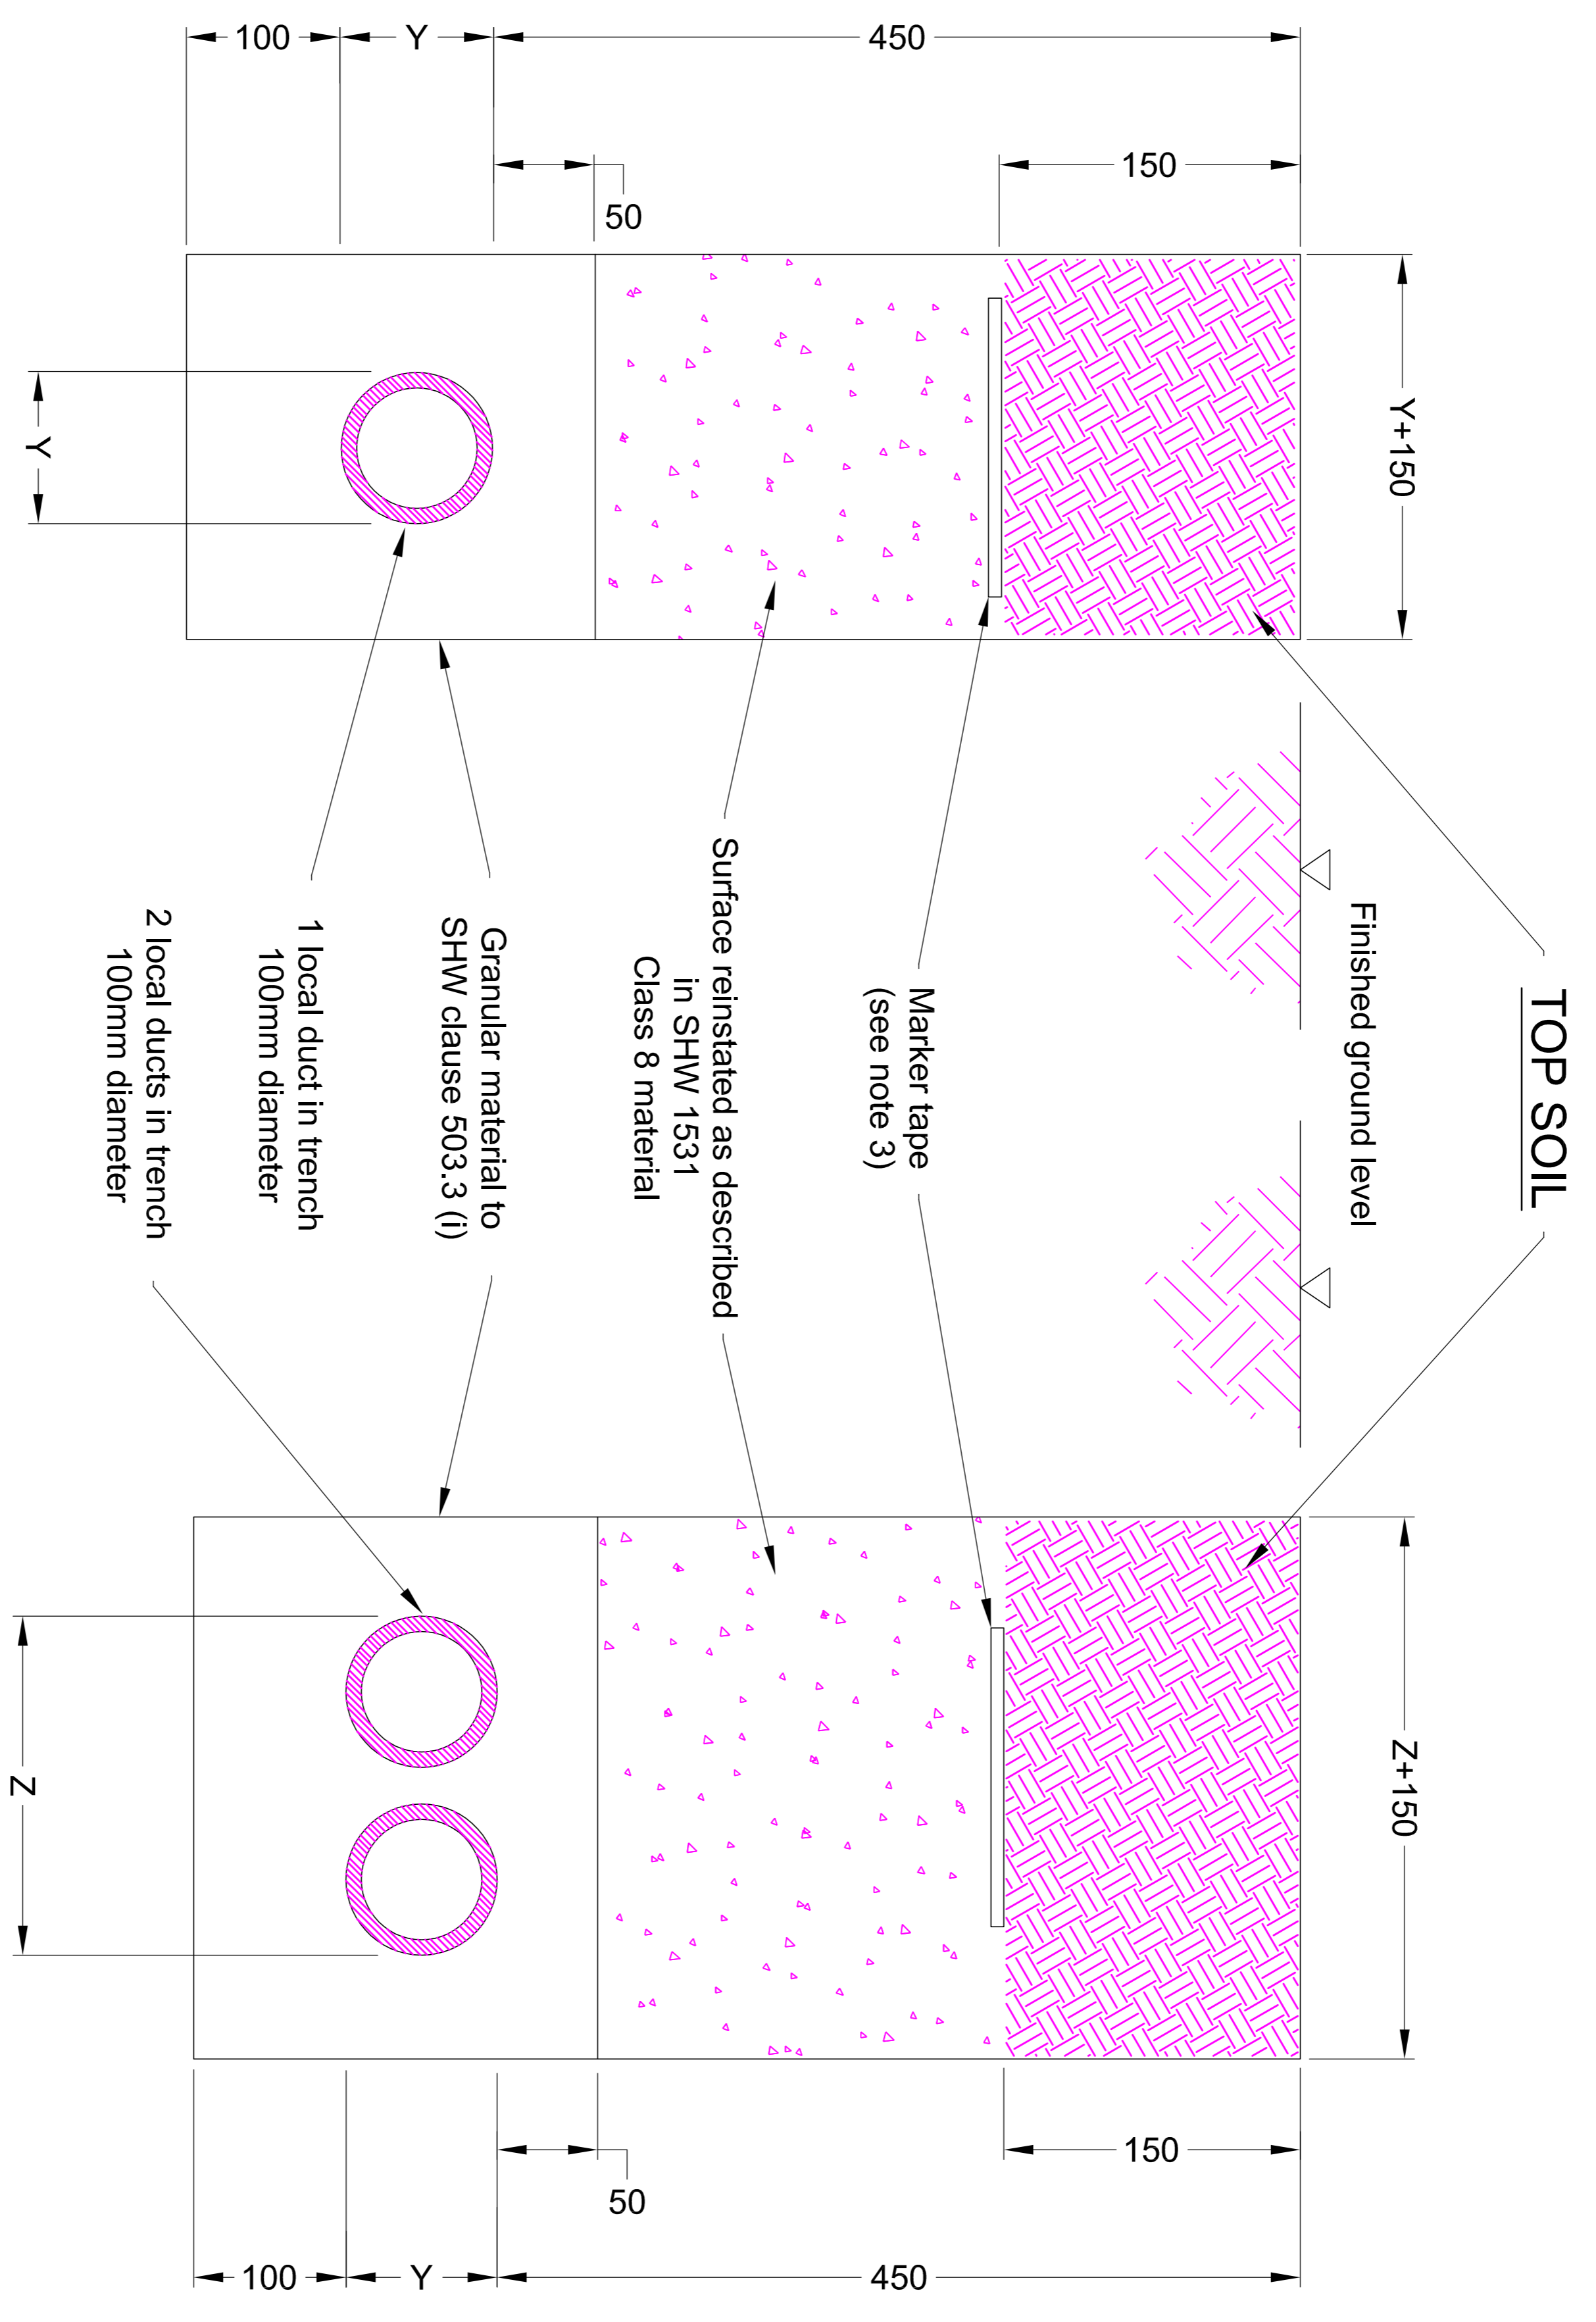 TOP SOIL
Finished ground level
Y+150
Z+150
150
450
50
Y
100
Y
Marker tape
(see note 3)
Surface reinstated as described
in SHW 1531
Class 8 material
Granular material to
SHW clause 503.3 (i)
1 local duct in trench
100mm diameter
2 local ducts in trench
100mm diameter
150
450
50
Y
100
Z